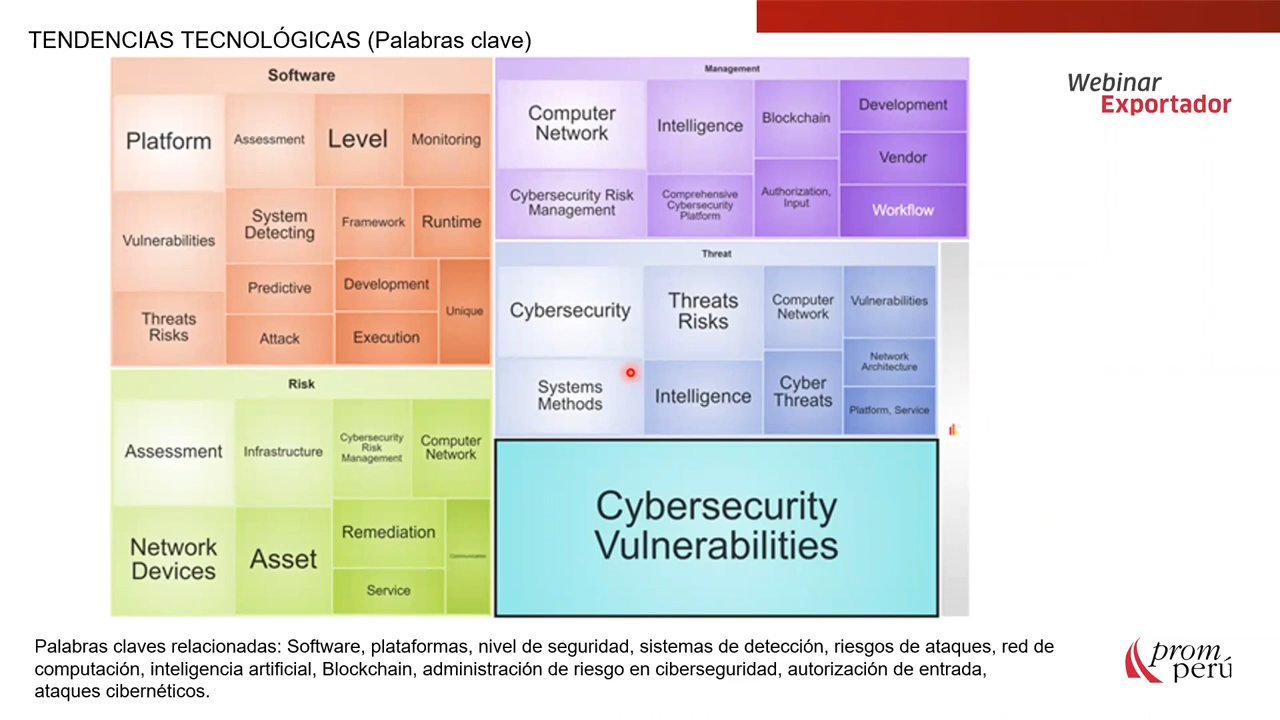 TENDENCIAS TECNOLÓGICAS (Palabras clave)
Webinar
Exportador
Software
Platform
Assessment
Level
Monitoring
Vulnerabilities
System
Detecting
Framework
Runtime
Predictive
Development
Unique
Threats
Risks
Attack
Execution
Management
Computer
Network
Intelligence
Blockchain
Development
Vendor
Cybersecurity Risk
Management
Comprehensive
Cybersecurity
Platform
Authorization,
Input
Workflow
Threat
Cybersecurity
Threats
Risks
Computer
Network
Vulnerabilities
Network
Architecture
Systems
Methods
Intelligence
Cyber
Threats
Platform, Service
Risk
Assessment
Infrastructure
Cybersecurity
Risk
Management
Computer
Network
Network
Devices
Asset
Remediation
Communication
Service
Cybersecurity
Vulnerabilities
Palabras claves relacionadas: Software, plataformas, nivel de seguridad, sistemas de detección, riesgos de ataques, red de
computación, inteligencia artificial, Blockchain, administración de riesgo en ciberseguridad, autorización de entrada,
ataques cibernéticos.
prom
perú